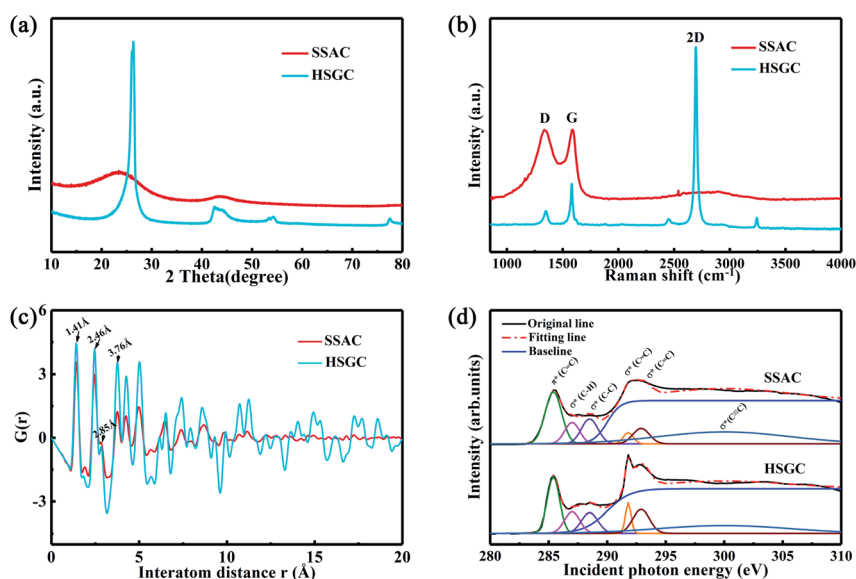 (a)
SSAC
HSGC
Intensity (a.u.)
10 20 30 40 50 60 70 80
2 Theta(degree)
(b)
2D
SSAC
HSGC
D G
Intensity (a.u.)
1000 1500 2000 2500 3000 3500 4000
Raman shift (cm⁻¹)
(c)
6
3
0
-3
-6
1.41Å
2.46Å
3.76Å
2.85Å
SSAC
HSGC
G(r)
0 5 10 15 20
Interatom distance r (Å)
(d)
Original line
Fitting line
Baseline
π* (C=C)
σ* (C-H)
σ* (C-C)
σ* (C=C)
σ* (C=C)
SSAC
σ*(C=C)
HSGC
Intensity (arb.units)
280 285 290 295 300 305 310
Incident photon energy (eV)